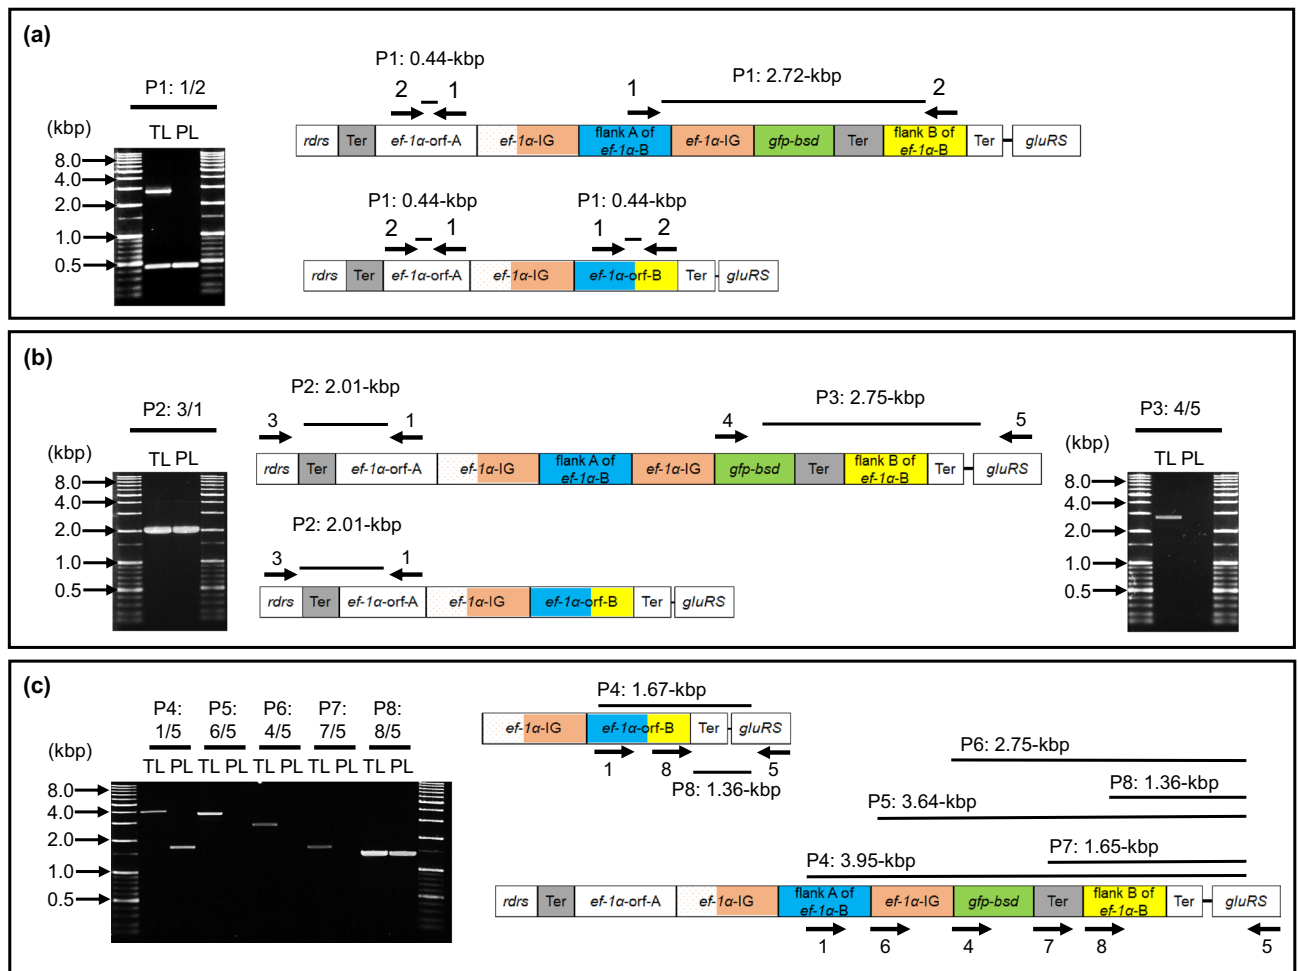 (a)
P1: 1/2
(kbp)
TL PL
8.0
4.0
2.0
1.0
0.5
P1: 0.44-kbp
2 1
1
P1: 2.72-kbp
2
rdrs Ter ef-1α-orf-A ef-1α-IG flank A of ef-1α-B ef-1α-IG gfp-bsd Ter flank B of ef-1α-B Ter gluRS
P1: 0.44-kbp P1: 0.44-kbp
2 1 1 2
rdrs Ter ef-1α-orf-A ef-1α-IG ef-1α-orf-B Ter gluRS
(b)
P2: 3/1
(kbp)
TL PL
8.0
4.0
2.0
1.0
0.5
P2: 2.01-kbp
3 1
P3: 2.75-kbp
4 5
rdrs Ter ef-1α-orf-A ef-1α-IG flank A of ef-1α-B ef-1α-IG gfp-bsd Ter flank B of ef-1α-B Ter gluRS
P2: 2.01-kbp
3 1
rdrs Ter ef-1α-orf-A ef-1α-IG ef-1α-orf-B Ter gluRS
P3: 4/5
(kbp)
TL PL
8.0
4.0
2.0
1.0
0.5
(c)
P4: 1/5 P5: 6/5 P6: 4/5 P7: 7/5 P8: 8/5
(kbp)
TL PL TL PL TL PL TL PL TL PL
8.0
4.0
2.0
1.0
0.5
P4: 1.67-kbp
ef-1α-IG ef-1α-orf-B Ter gluRS
1 8 5
P8: 1.36-kbp
P6: 2.75-kbp
P8: 1.36-kbp
P5: 3.64-kbp
P7: 1.65-kbp
P4: 3.95-kbp
rdrs Ter ef-1α-orf-A ef-1α-IG flank A of ef-1α-B ef-1α-IG gfp-bsd Ter flank B of ef-1α-B Ter gluRS
1 6 4 7 8 5